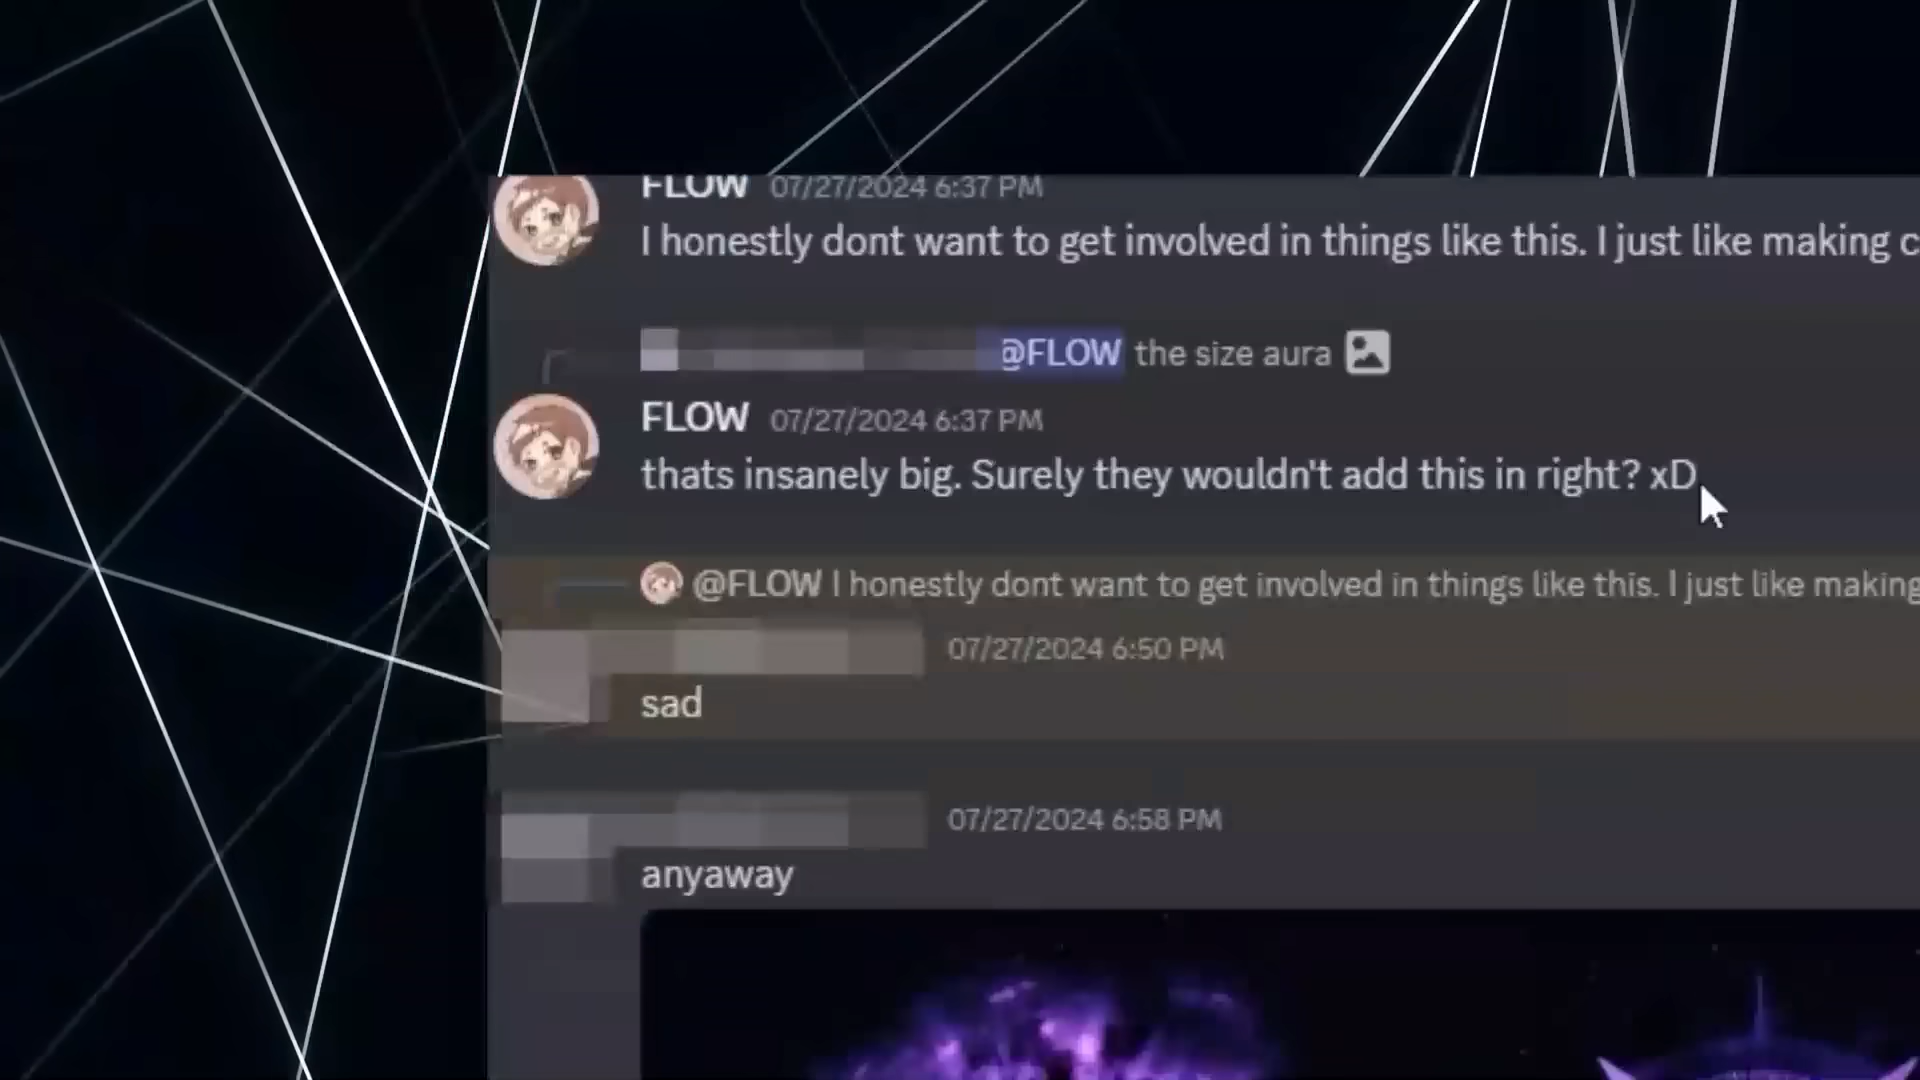 FLOW 07/27/2024 6:37 PM
I honestly dont want to get involved in things like this. I just like making c
@FLOW the size aura
FLOW 07/27/2024 6:37 PM
thats insanely big. Surely they wouldn't add this in right? xD
@FLOW I honestly dont want to get involved in things like this. I just like making
07/27/2024 6:50 PM
sad
07/27/2024 6:58 PM
anyaway